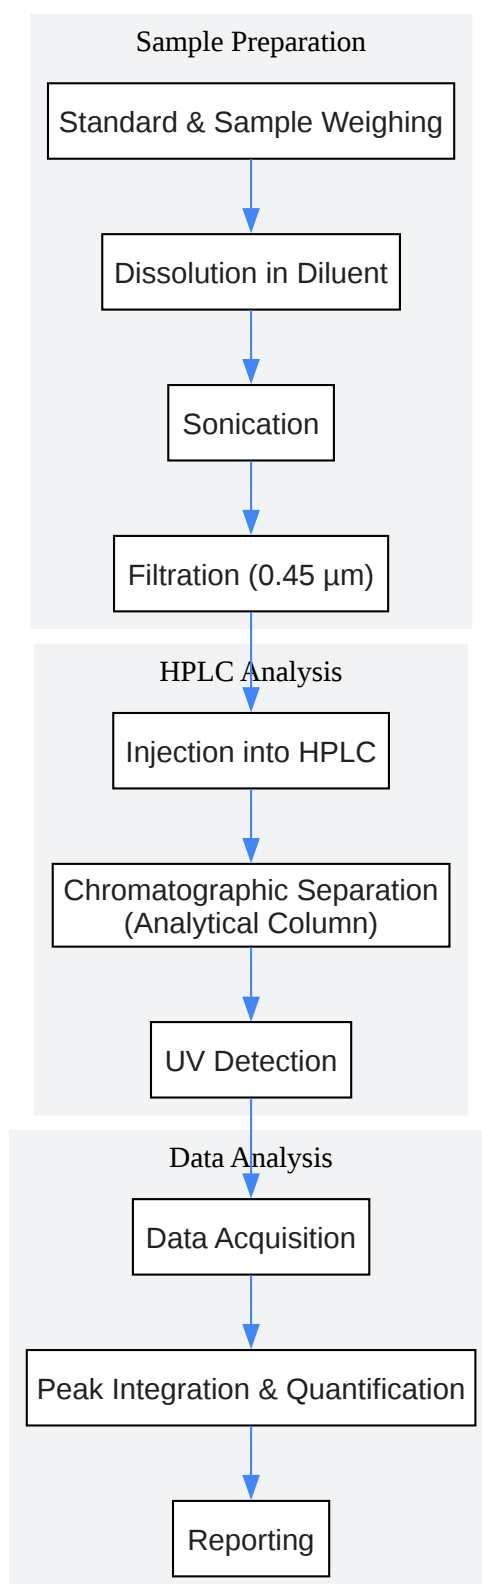 Sample Preparation
Standard & Sample Weighing
Dissolution in Diluent
Sonication
Filtration (0.45 µm)
HPLC Analysis
Injection into HPLC
Chromatographic Separation
(Analytical Column)
UV Detection
Data Analysis
Data Acquisition
Peak Integration & Quantification
Reporting